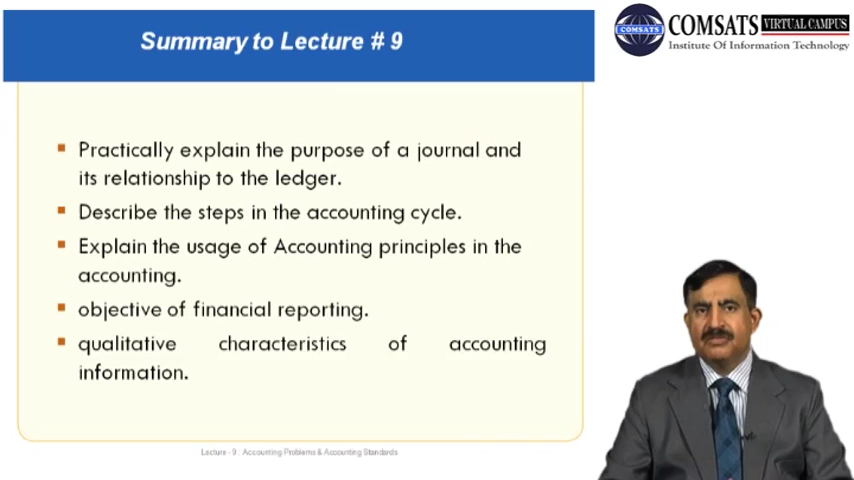 Summary to Lecture # 9
COMSATS
COMSATS VIRTUAL CAMPUS
Institute Of Information Technology
▪ Practically explain the purpose of a journal and
its relationship to the ledger.
▪ Describe the steps in the accounting cycle.
▪ Explain the usage of Accounting principles in the
accounting.
▪ objective of financial reporting.
▪ qualitative characteristics of accounting
information.
Lecture - 9 : Accounting Problems & Accounting Standards